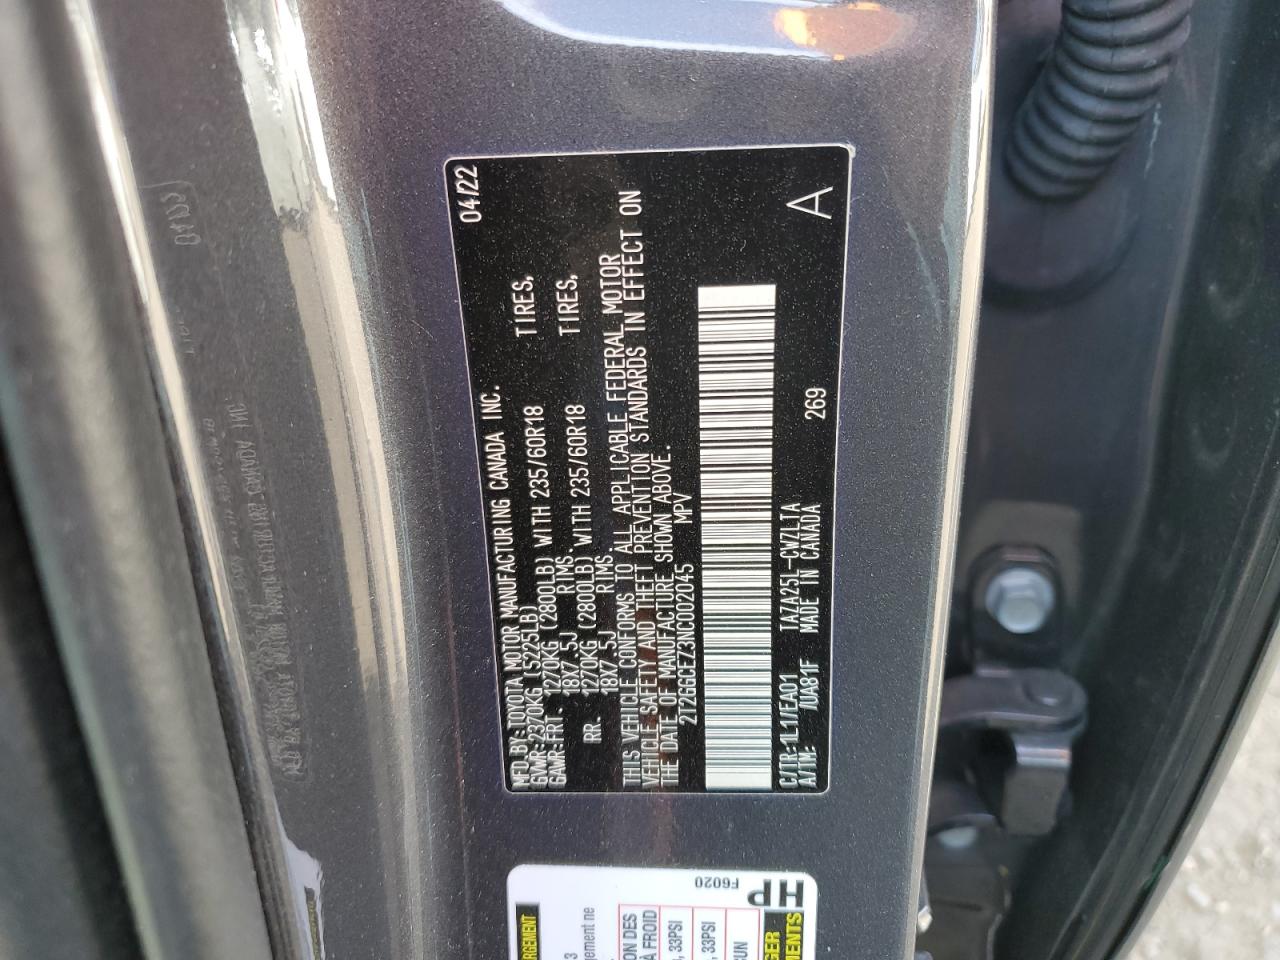 MFD.BY:TOYOTA MOTOR MANUFACTURING CANADA INC. 04/22
GVWR:2370KG (5225LB)
GAWR:FRT. 1270KG (2800LB) WITH 235/60R18 TIRES,
18X7.5J RIMS.
RR. 1270KG (2800LB) WITH 235/60R18 TIRES,
18X7.5J RIMS.
THIS VEHICLE CONFORMS TO ALL APPLICABLE FEDERAL MOTOR
VEHICLE SAFETY AND THEFT PREVENTION STANDARDS IN EFFECT ON
THE DATE OF MANUFACTURE SHOWN ABOVE.
2T2GGCEZ3NC002045 MPV
C/TR:1L1/EA01 TAZA25L-CWZLTA 269 A
A/TM: /UA81F MADE IN CANADA
HP
F6020
33PSI
33PSI